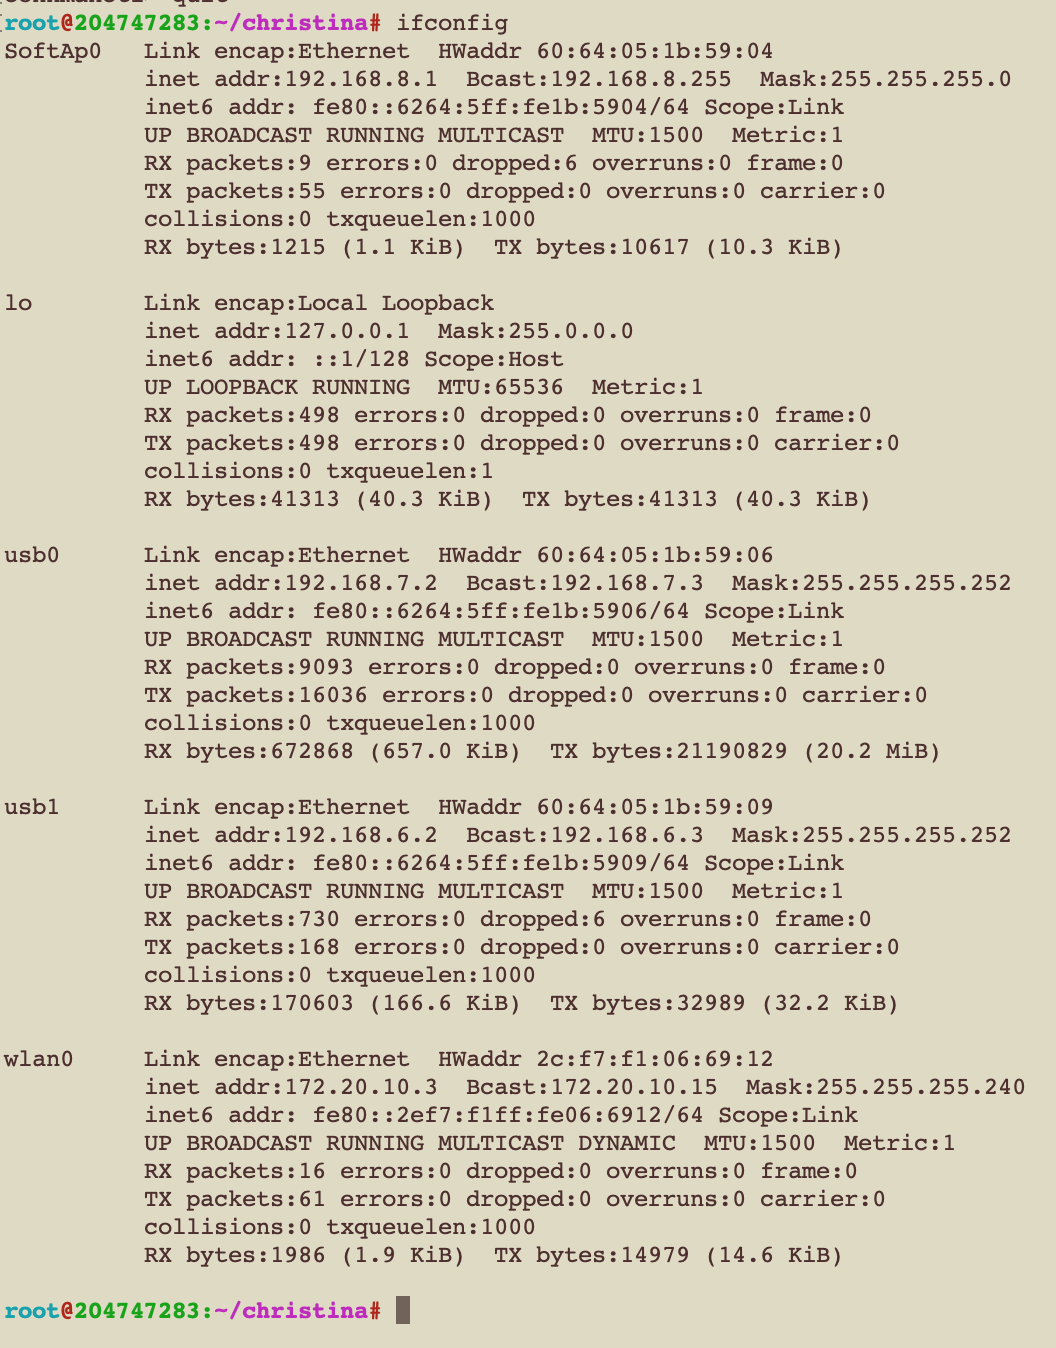 root@204747283:~/christina# ifconfig
SoftAp0   Link encap:Ethernet  HWaddr 60:64:05:1b:59:04
          inet addr:192.168.8.1  Bcast:192.168.8.255  Mask:255.255.255.0
          inet6 addr: fe80::6264:5ff:fe1b:5904/64 Scope:Link
          UP BROADCAST RUNNING MULTICAST  MTU:1500  Metric:1
          RX packets:9 errors:0 dropped:6 overruns:0 frame:0
          TX packets:55 errors:0 dropped:0 overruns:0 carrier:0
          collisions:0 txqueuelen:1000
          RX bytes:1215 (1.1 KiB)  TX bytes:10617 (10.3 KiB)

lo        Link encap:Local Loopback
          inet addr:127.0.0.1  Mask:255.0.0.0
          inet6 addr: ::1/128 Scope:Host
          UP LOOPBACK RUNNING  MTU:65536  Metric:1
          RX packets:498 errors:0 dropped:0 overruns:0 frame:0
          TX packets:498 errors:0 dropped:0 overruns:0 carrier:0
          collisions:0 txqueuelen:1
          RX bytes:41313 (40.3 KiB)  TX bytes:41313 (40.3 KiB)

usb0      Link encap:Ethernet  HWaddr 60:64:05:1b:59:06
          inet addr:192.168.7.2  Bcast:192.168.7.3  Mask:255.255.255.252
          inet6 addr: fe80::6264:5ff:fe1b:5906/64 Scope:Link
          UP BROADCAST RUNNING MULTICAST  MTU:1500  Metric:1
          RX packets:9093 errors:0 dropped:0 overruns:0 frame:0
          TX packets:16036 errors:0 dropped:0 overruns:0 carrier:0
          collisions:0 txqueuelen:1000
          RX bytes:672868 (657.0 KiB)  TX bytes:21190829 (20.2 MiB)

usb1      Link encap:Ethernet  HWaddr 60:64:05:1b:59:09
          inet addr:192.168.6.2  Bcast:192.168.6.3  Mask:255.255.255.252
          inet6 addr: fe80::6264:5ff:fe1b:5909/64 Scope:Link
          UP BROADCAST RUNNING MULTICAST  MTU:1500  Metric:1
          RX packets:730 errors:0 dropped:6 overruns:0 frame:0
          TX packets:168 errors:0 dropped:0 overruns:0 carrier:0
          collisions:0 txqueuelen:1000
          RX bytes:170603 (166.6 KiB)  TX bytes:32989 (32.2 KiB)

wlan0     Link encap:Ethernet  HWaddr 2c:f7:f1:06:69:12
          inet addr:172.20.10.3  Bcast:172.20.10.15  Mask:255.255.255.240
          inet6 addr: fe80::2ef7:f1ff:fe06:6912/64 Scope:Link
          UP BROADCAST RUNNING MULTICAST DYNAMIC  MTU:1500  Metric:1
          RX packets:16 errors:0 dropped:0 overruns:0 frame:0
          TX packets:61 errors:0 dropped:0 overruns:0 carrier:0
          collisions:0 txqueuelen:1000
          RX bytes:1986 (1.9 KiB)  TX bytes:14979 (14.6 KiB)

root@204747283:~/christina#